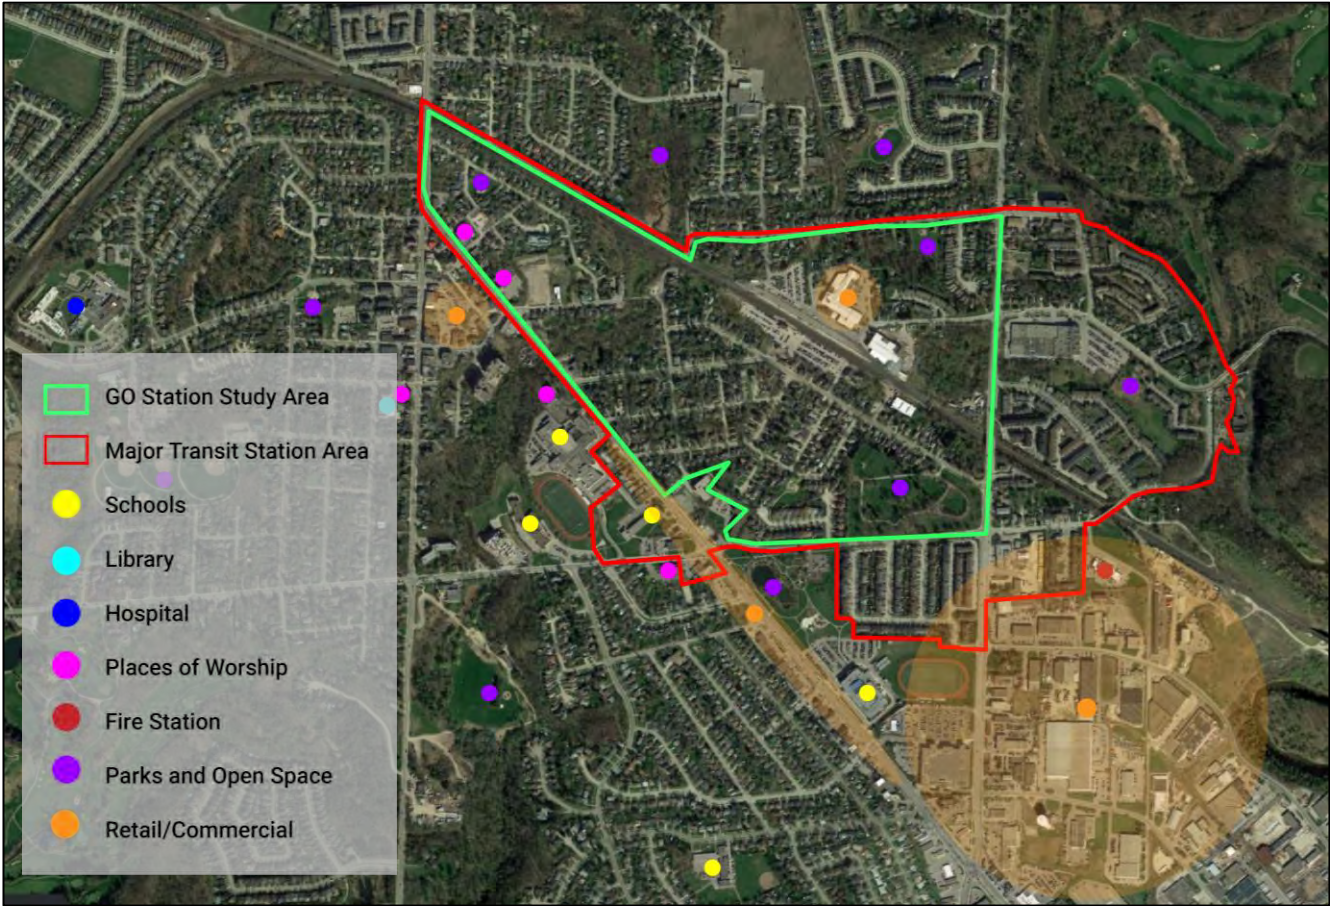 GO Station Study Area
Major Transit Station Area
Schools
Library
Hospital
Places of Worship
Fire Station
Parks and Open Space
Retail/Commercial